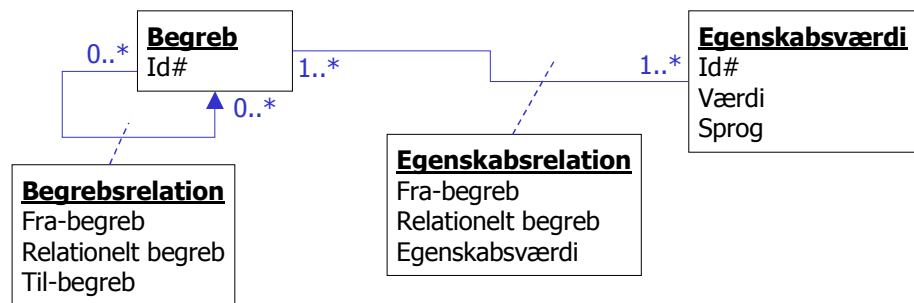 Begreb
Id#
0..*
1..*
0..*
Egenskabsværdi
Id#
Værdi
Sprog
1..*
Begrebsrelation
Fra-begreb
Relationelt begreb
Til-begreb
Egenskabsrelation
Fra-begreb
Relationelt begreb
Egenskabsværdi